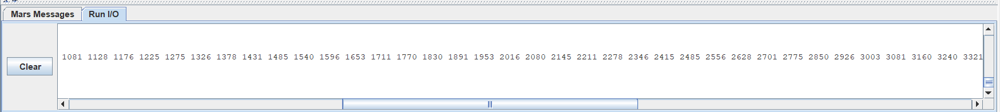 Mars Messages Run I/O
1081 1128 1176 1225 1275 1326 1378 1431 1485 1540 1596 1653 1711 1770 1830 1891 1953 2016 2080 2145 2211 2278 2346 2415 2485 2556 2628 2701 2775 2850 2926 3003 3081 3160 3240 3321
Clear